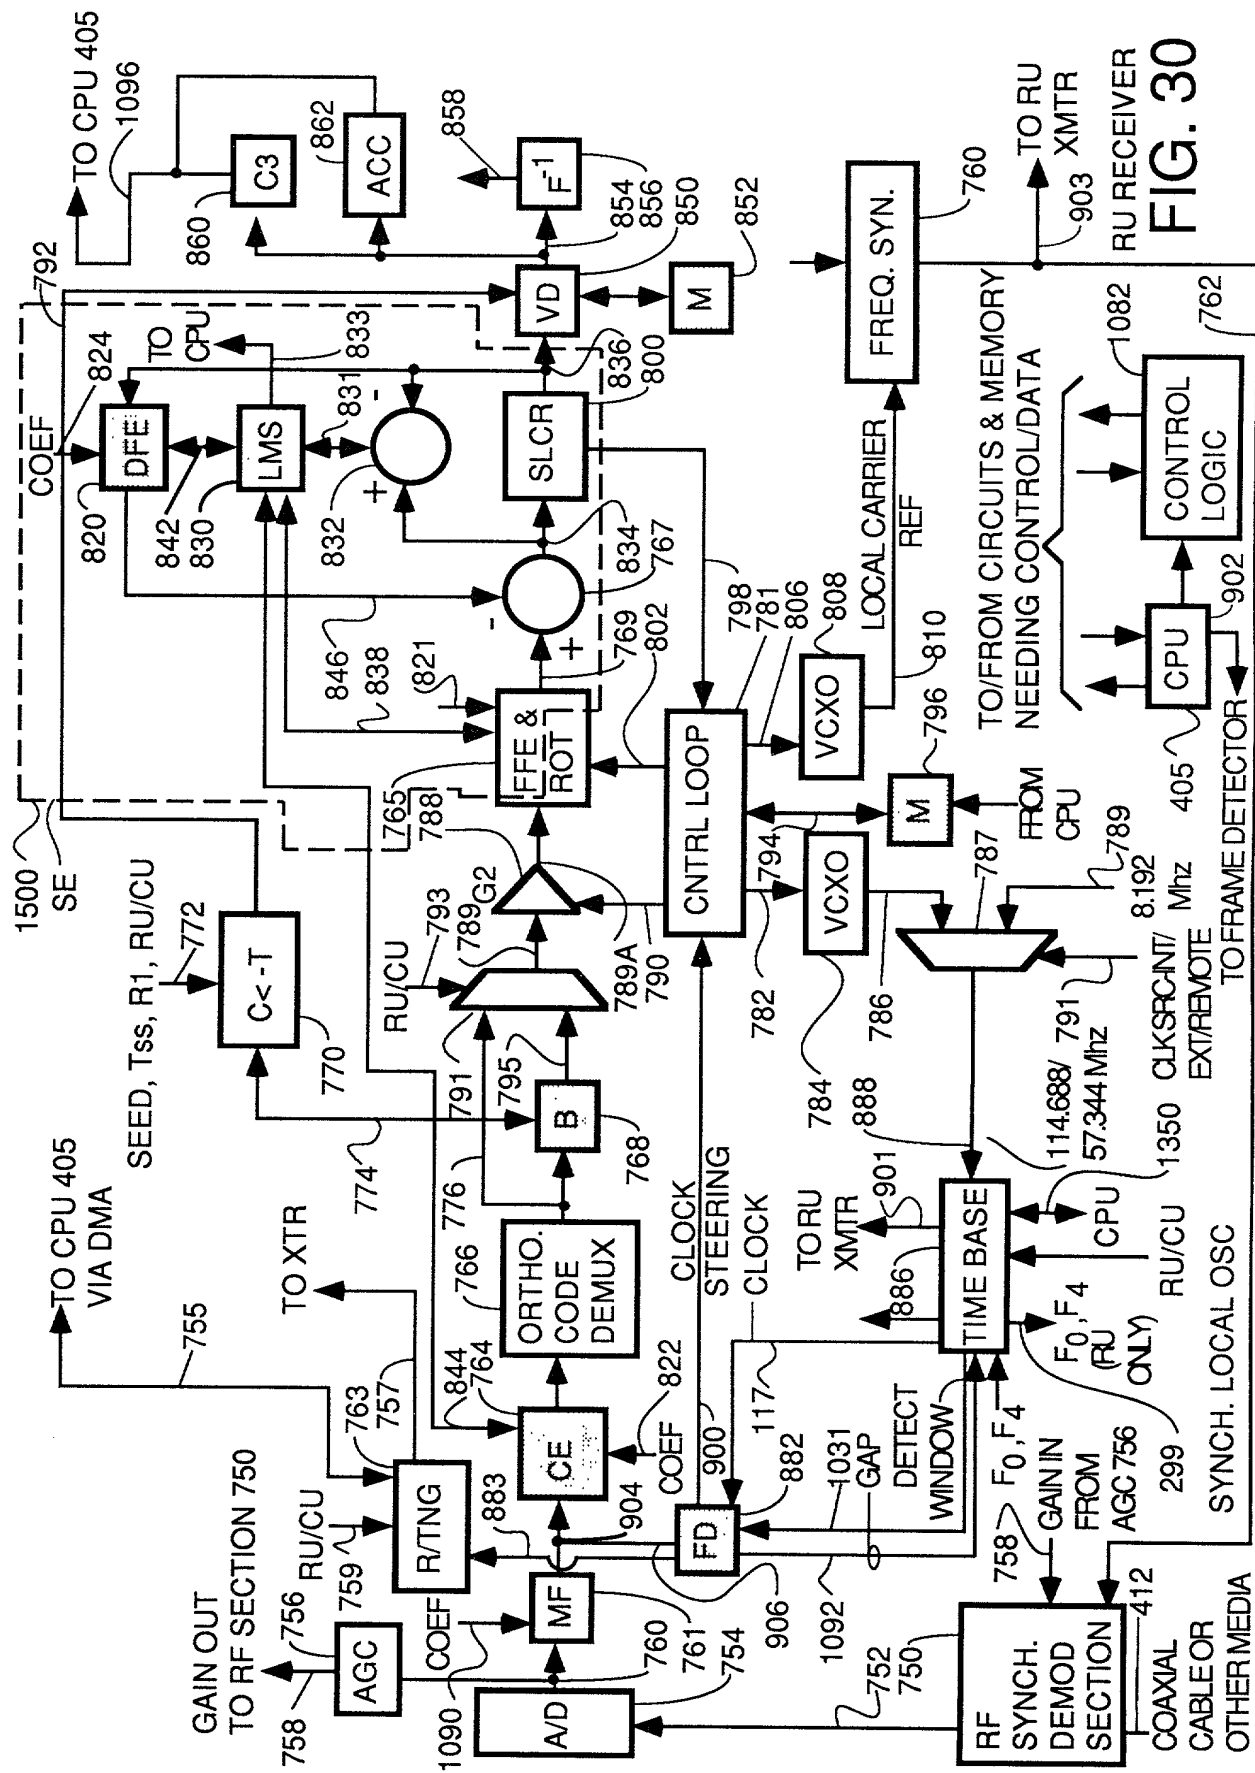 GAIN OUT
TO RF SECTION 750
758
756
AGC
RU/CU
759
763
757
755
TO CPU 405
VIA DMA
TO XTR
R/TNG
883
COEF
1090
MF
A/D
760
761
754
904
906
844
764
CE
COEF
822
766
ORTHO.
CODE
DEMUX
776
774
B
768
795
791
SEED, Tss, R1, RU/CU
772
C<-T
770
RU/CU
793
789
G2
788
789A
790
765
FFE &
ROT
821
838
846
769
802
1500
SE
792
COEF
824
820
DFE
842
830
LMS
TO
CPU
833
831
832
+
-
+
-
834
767
SLCR
836
800
VD
850
852
M
854
856
F-1
858
860
C3
862
ACC
TO CPU 405
1096
CLOCK
STEERING
900
CLOCK
117
FD
882
1031
GAP
1092
DETECT
WINDOW
CNTRL LOOP
798
781
806
808
VCXO
810
LOCAL CARRIER
REF
FREQ. SYN.
760
903
TO RU
XMTR
782
VCXO
784
786
794
M
796
FROM
CPU
787
789
8.192
Mhz
791
CLKSRC-INT/
EXT/REMOTE
888
114.688/
57.344 Mhz
TO RU
XMTR
901
886
TIME BASE
1350
CPU
RU/CU
F0, F4
(RU
ONLY)
299
F0, F4
758
GAIN IN
FROM
AGC 756
752
750
RF
SYNCH.
DEMOD
SECTION
412
COAXIAL
CABLE OR
OTHER MEDIA
SYNCH. LOCAL OSC
762
TO/FROM CIRCUITS & MEMORY
NEEDING CONTROL/DATA
CPU
405
902
TO FRAME DETECTOR
CONTROL
LOGIC
1082
RU RECEIVER
FIG. 30